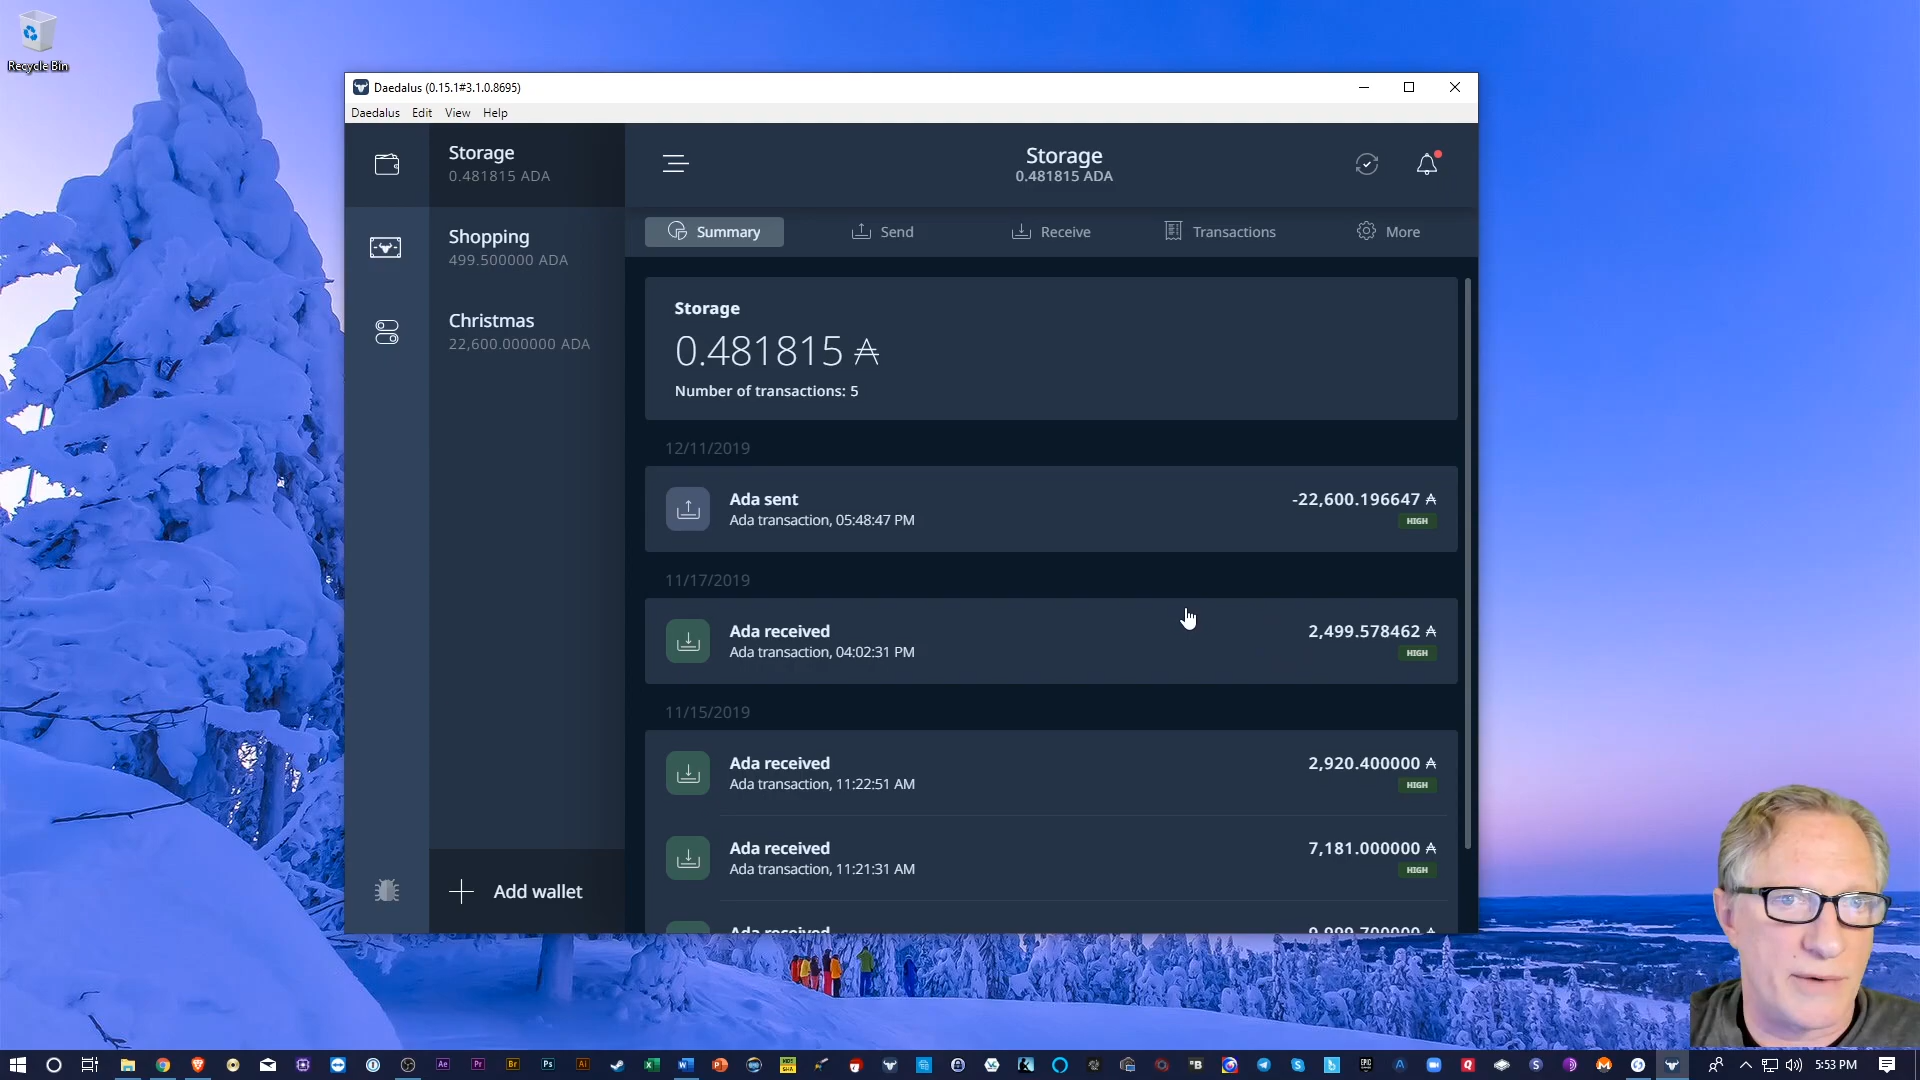 Recycle Bin
Daedalus (0.15.1#3.1.0.8695)
Daedalus Edit View Help
Storage
0.481815 ADA
Shopping
499.500000 ADA
Christmas
22,600.000000 ADA
Add wallet
Storage
0.481815 ADA
Summary Send Receive Transactions More
Storage
0.481815 ₳
Number of transactions: 5
12/11/2019
Ada sent -22,600.196647 ₳
Ada transaction, 05:48:47 PM HIGH
11/17/2019
Ada received 2,499.578462 ₳
Ada transaction, 04:02:31 PM HIGH
11/15/2019
Ada received 2,920.400000 ₳
Ada transaction, 11:22:51 AM HIGH
Ada received 7,181.000000 ₳
Ada transaction, 11:21:31 AM HIGH
Ada received 9,999.700000 ₳
5:53 PM